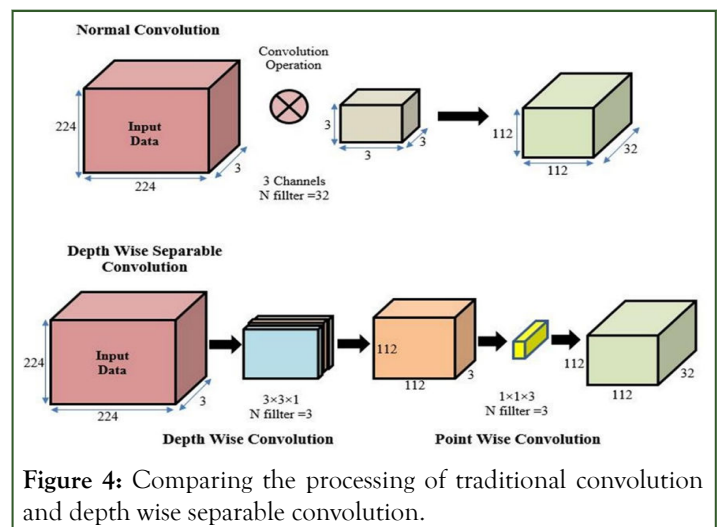 Normal Convolution
Convolution
Operation
224
Input
Data
3
224
3
3
3
3 Channels
N fillter =32
112
32
112
Depth Wise Separable
Convolution
224
Input
Data
3
224
3×3×1
N fillter =3
112
3
112
1×1×3
N fillter =3
112
32
112
Depth Wise Convolution
Point Wise Convolution
Figure 4: Comparing the processing of traditional convolution
and depth wise separable convolution.